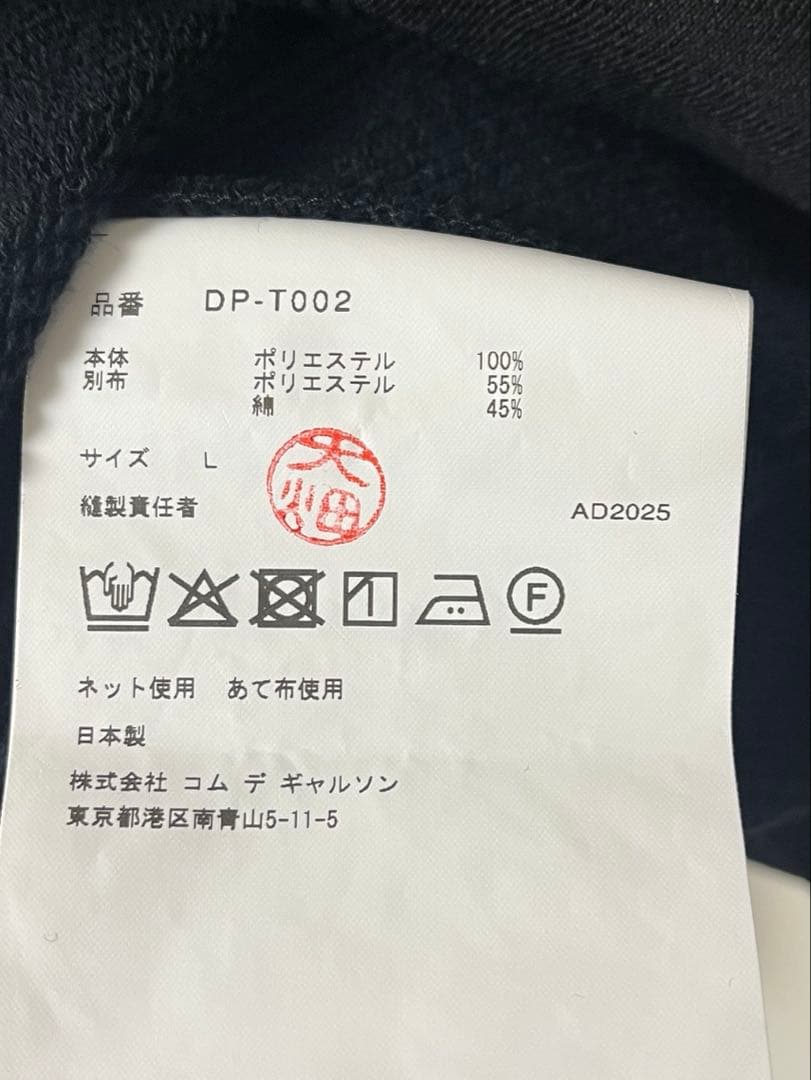 品番 DP-T002
本体 ポリエステル 100%
別布 ポリエステル 55%
綿 45%
サイズ L
縫製責任者 AD2025
F
ネット使用 あて布使用
日本製
株式会社 コム デ ギャルソン
東京都港区南青山5-11-5